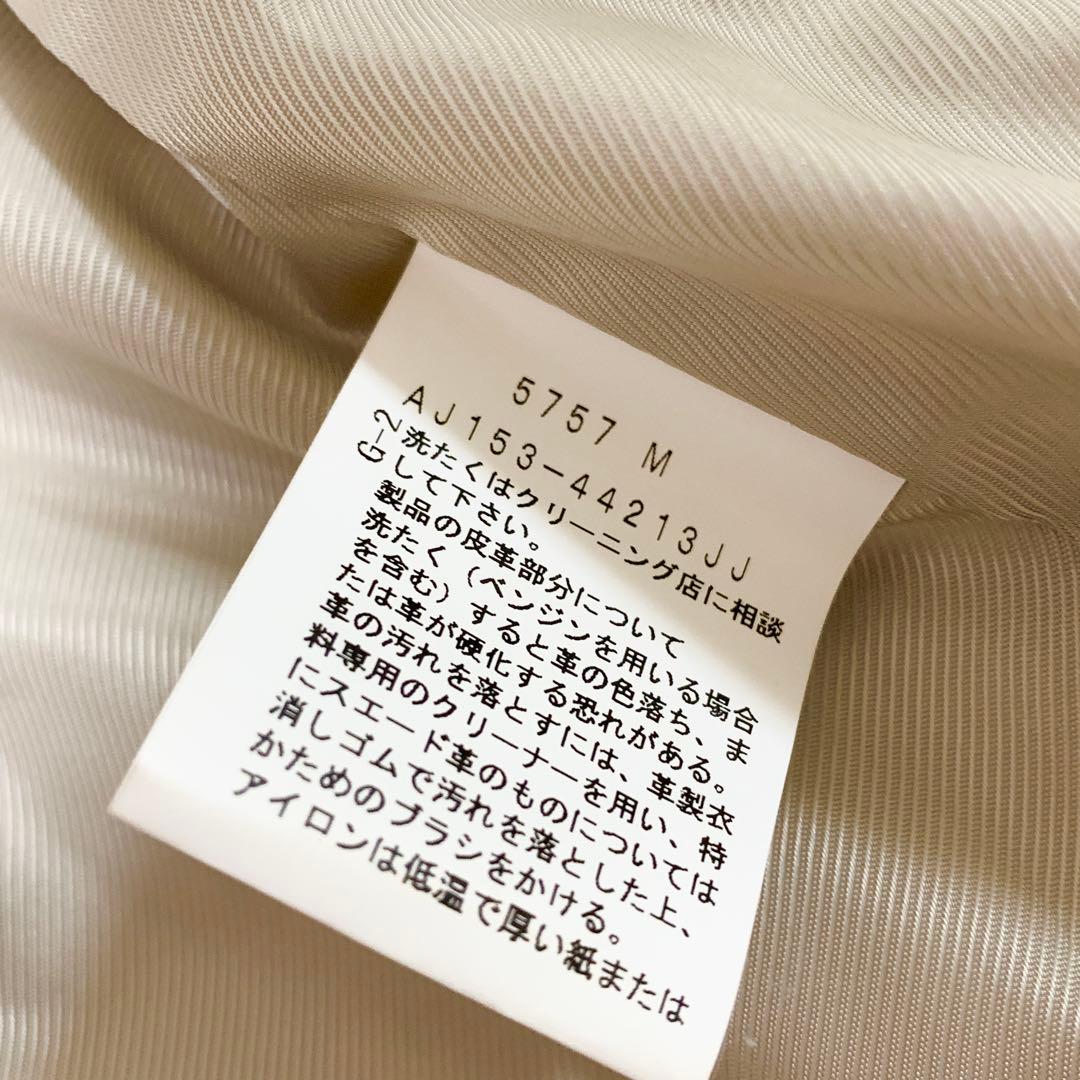 5757 M
AJ153-44213JJ
G-2
洗たくはクリーニング店に相談
して下さい。
製品の皮革部分について
洗たく（ベンジンを用いる場合
を含む）すると革の色落ち、ま
たは革が硬化する恐れがある。
革の汚れを落とすには、革製衣
料専用のクリーナーを用い、特
にスエード革のものについては
消しゴムで汚れを落とした上、
かためのブラシをかける。
アイロンは低温で厚い紙または